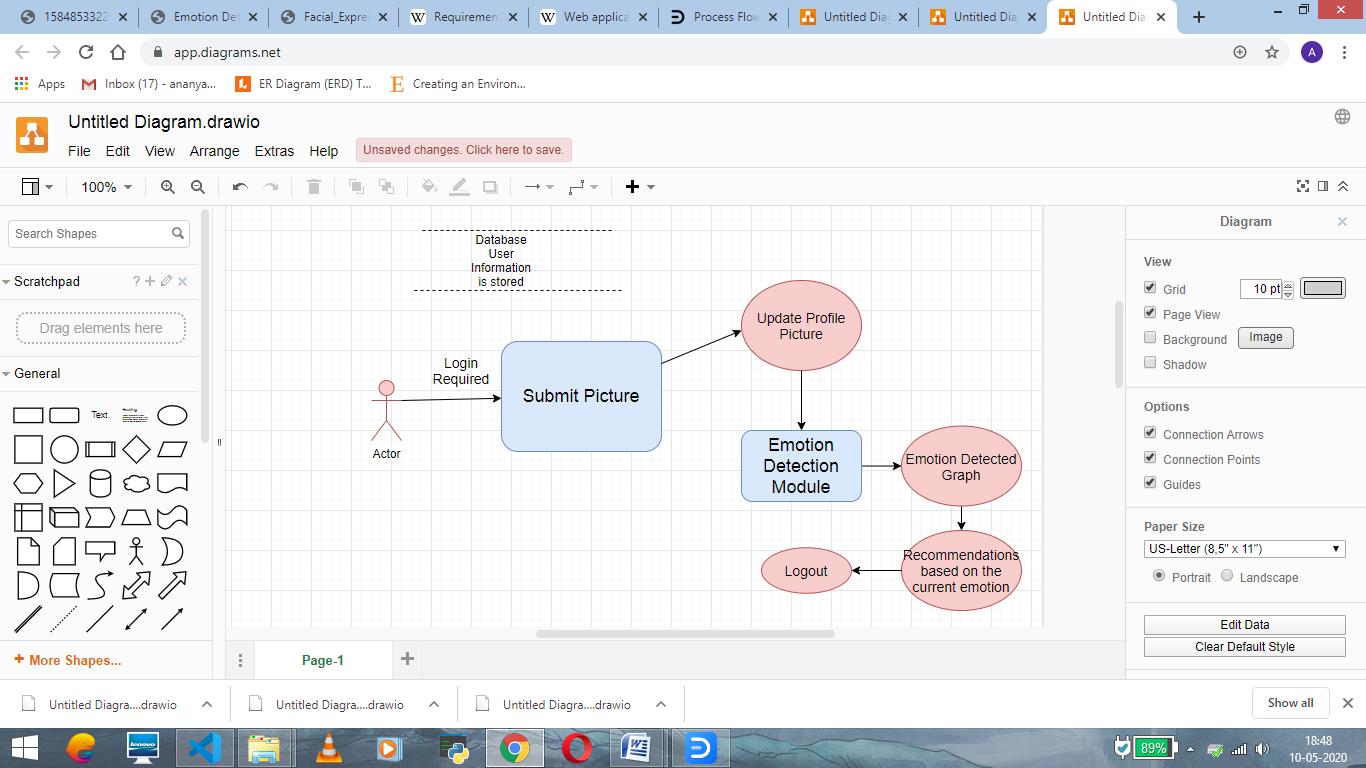 1584853322
Emotion Det
Facial_Expre
Requiremen
Web applica
Process Flow
Untitled Dia
Untitled Dia
Untitled Dia
app.diagrams.net
A
Apps
Inbox (17) - ananya...
ER Diagram (ERD) T...
Creating an Environ...
Untitled Diagram.drawio
File Edit View Arrange Extras Help
Unsaved changes. Click here to save.
100%
Search Shapes
Scratchpad
?
Drag elements here
General
Text
More Shapes...
Database
User
Information
is stored
Login
Required
Actor
Submit Picture
Update Profile
Picture
Emotion
Detection
Module
Emotion Detected
Graph
Recommendations
based on the
current emotion
Logout
Page-1
Diagram
View
Grid
10 pt
Page View
Background
Image
Shadow
Options
Connection Arrows
Connection Points
Guides
Paper Size
US-Letter (8,5" x 11")
Portrait Landscape
Edit Data
Clear Default Style
Untitled Diagra....drawio
Untitled Diagra....drawio
Untitled Diagra....drawio
Show all
lenovo
89%
18:48
10-05-2020